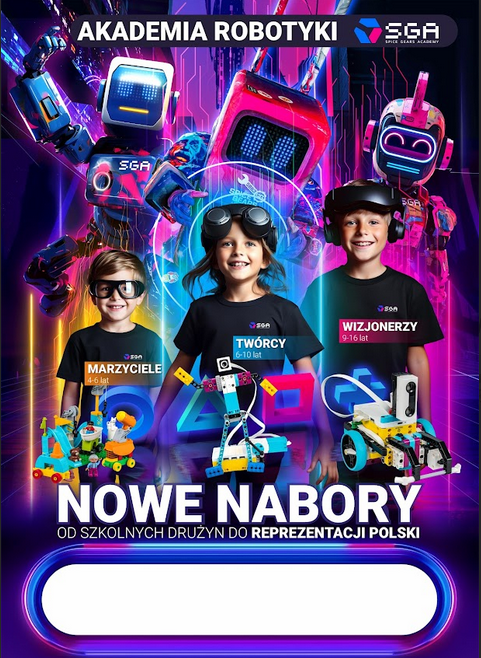 AKADEMIA ROBOTYKI
SGA
SPICE GEARS ACADEMY
SGA
SGA
SGA
TWÓRCY
6-10 lat
SGA
WIZJONERZY
9-16 lat
SGA
MARZYCIELE
4-6 lat
NOWE NABORY
OD SZKOLNYCH DRUŻYN DO REPREZENTACJI POLSKI